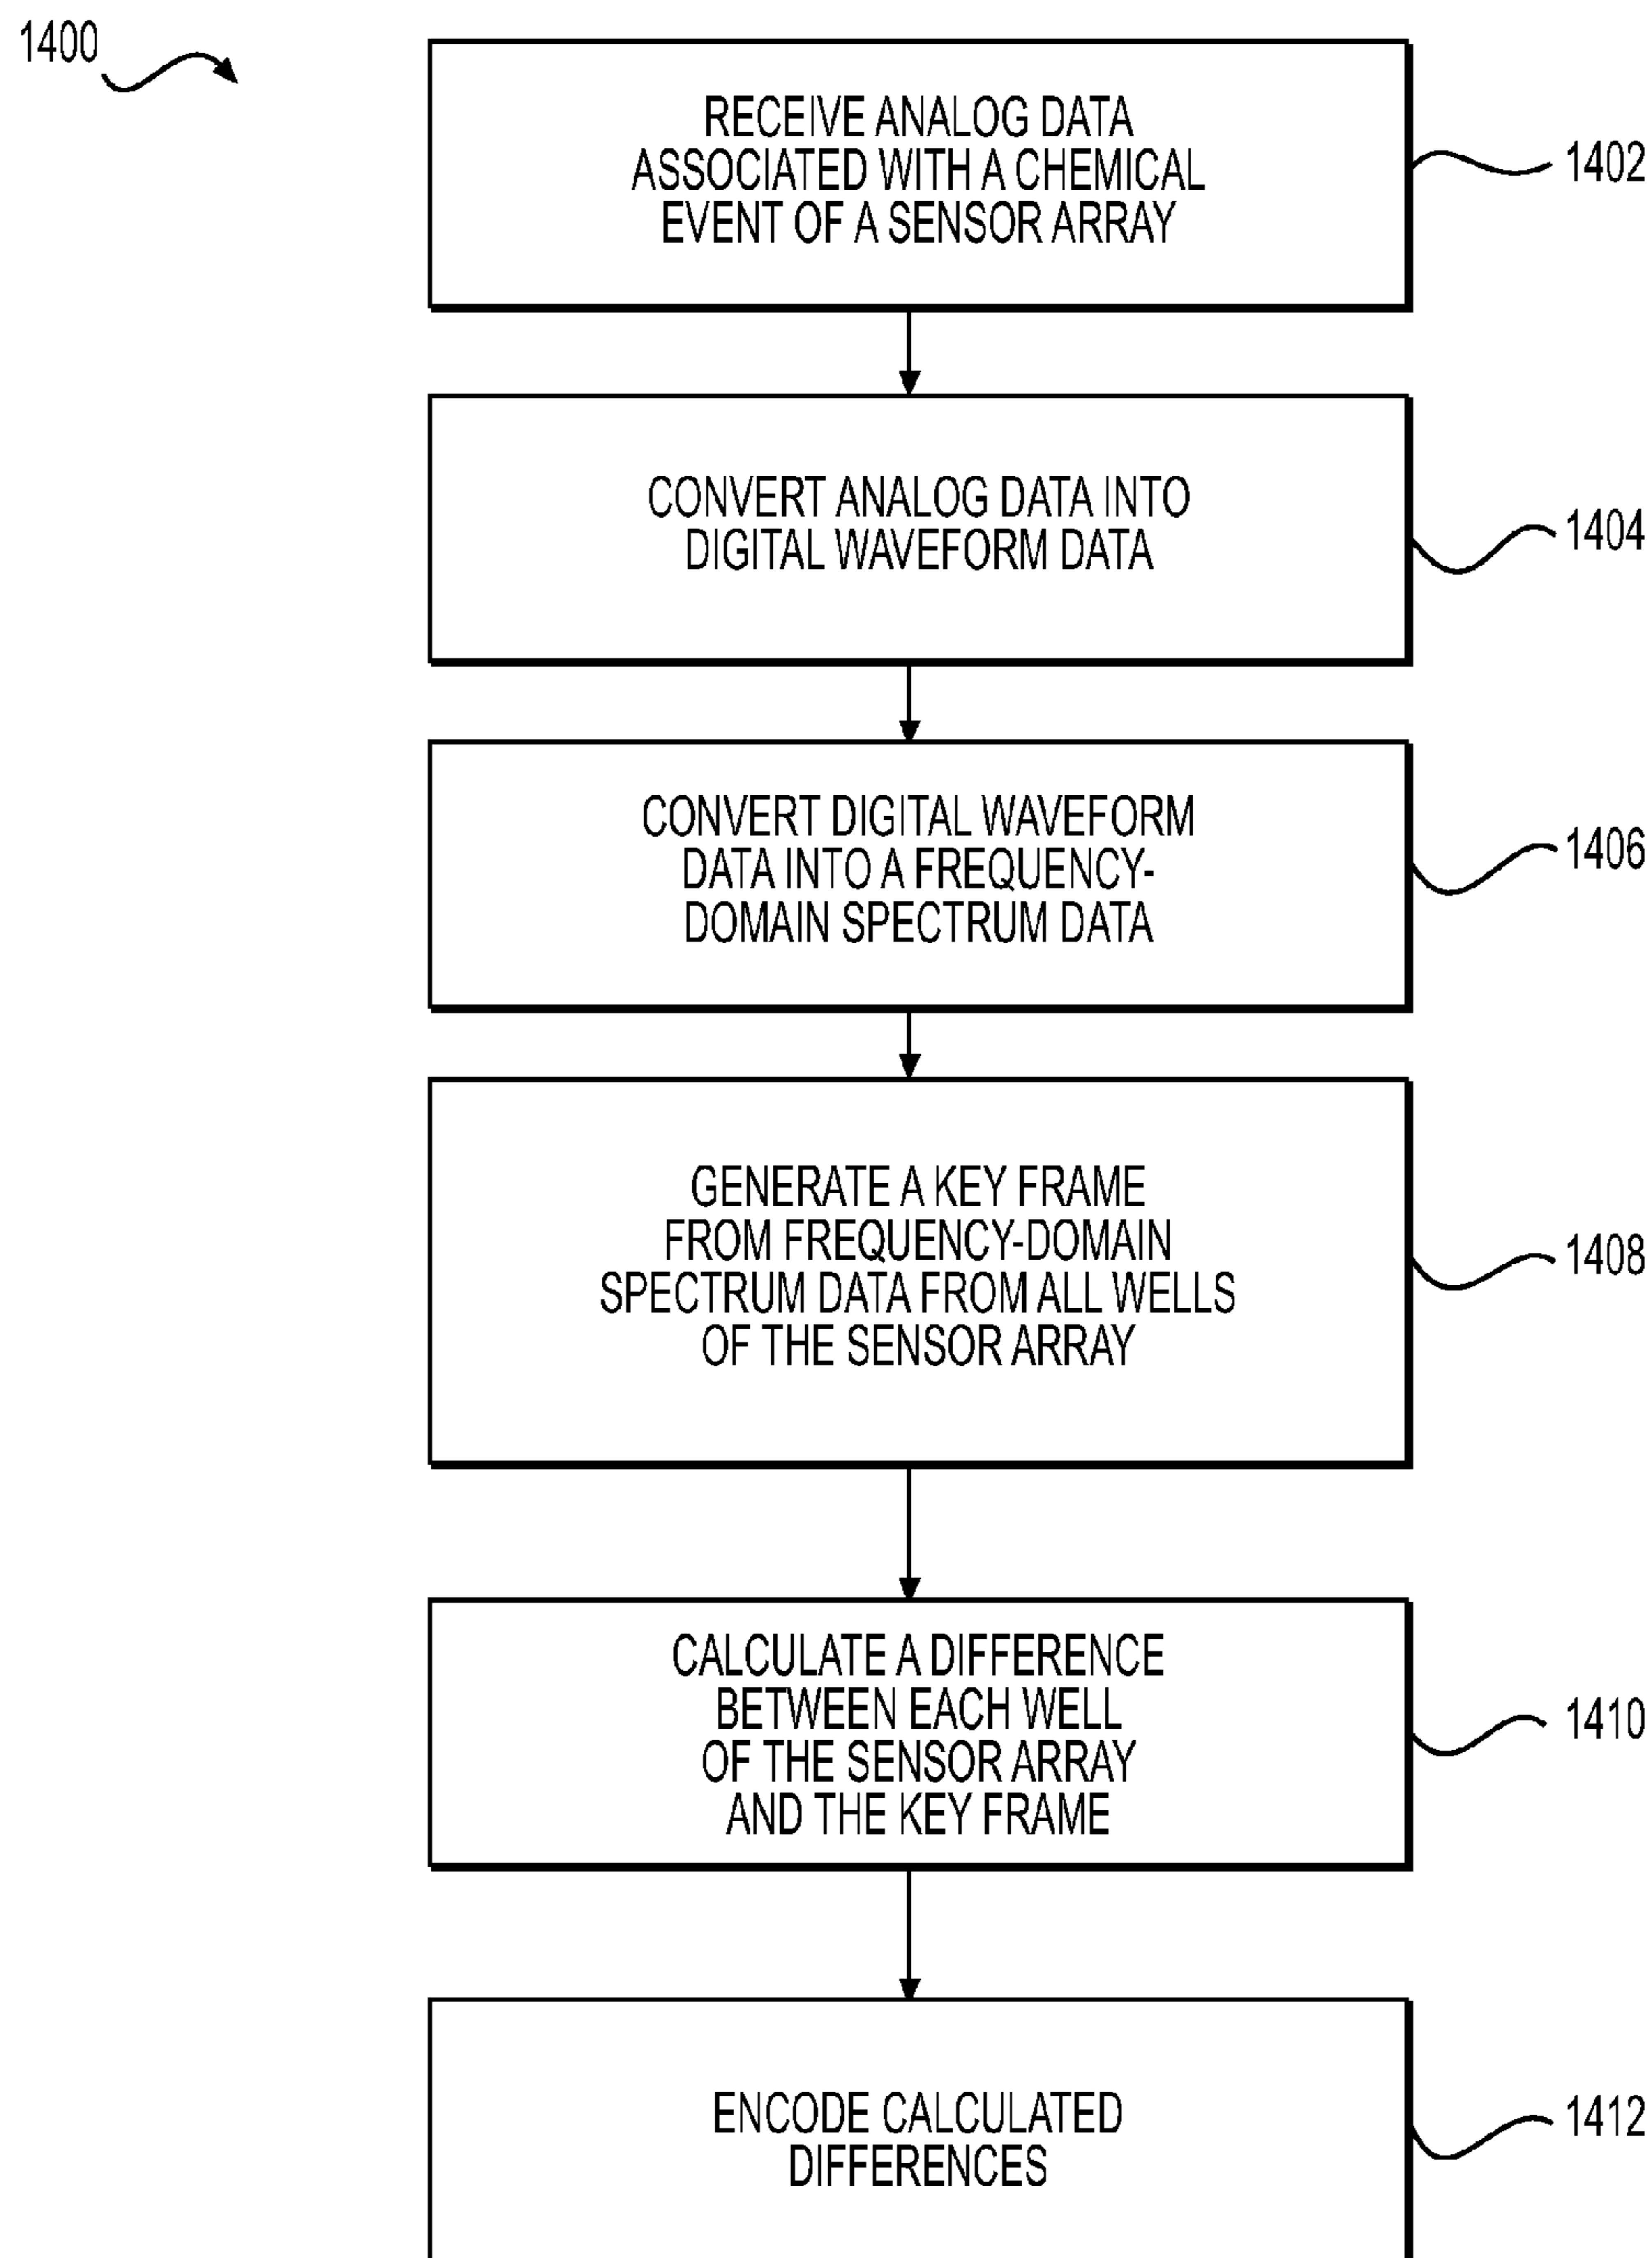 1400
RECEIVE ANALOG DATA
ASSOCIATED WITH A CHEMICAL
EVENT OF A SENSOR ARRAY
1402
CONVERT ANALOG DATA INTO
DIGITAL WAVEFORM DATA
1404
CONVERT DIGITAL WAVEFORM
DATA INTO A FREQUENCY-
DOMAIN SPECTRUM DATA
1406
GENERATE A KEY FRAME
FROM FREQUENCY-DOMAIN
SPECTRUM DATA FROM ALL WELLS
OF THE SENSOR ARRAY
1408
CALCULATE A DIFFERENCE
BETWEEN EACH WELL
OF THE SENSOR ARRAY
AND THE KEY FRAME
1410
ENCODE CALCULATED
DIFFERENCES
1412